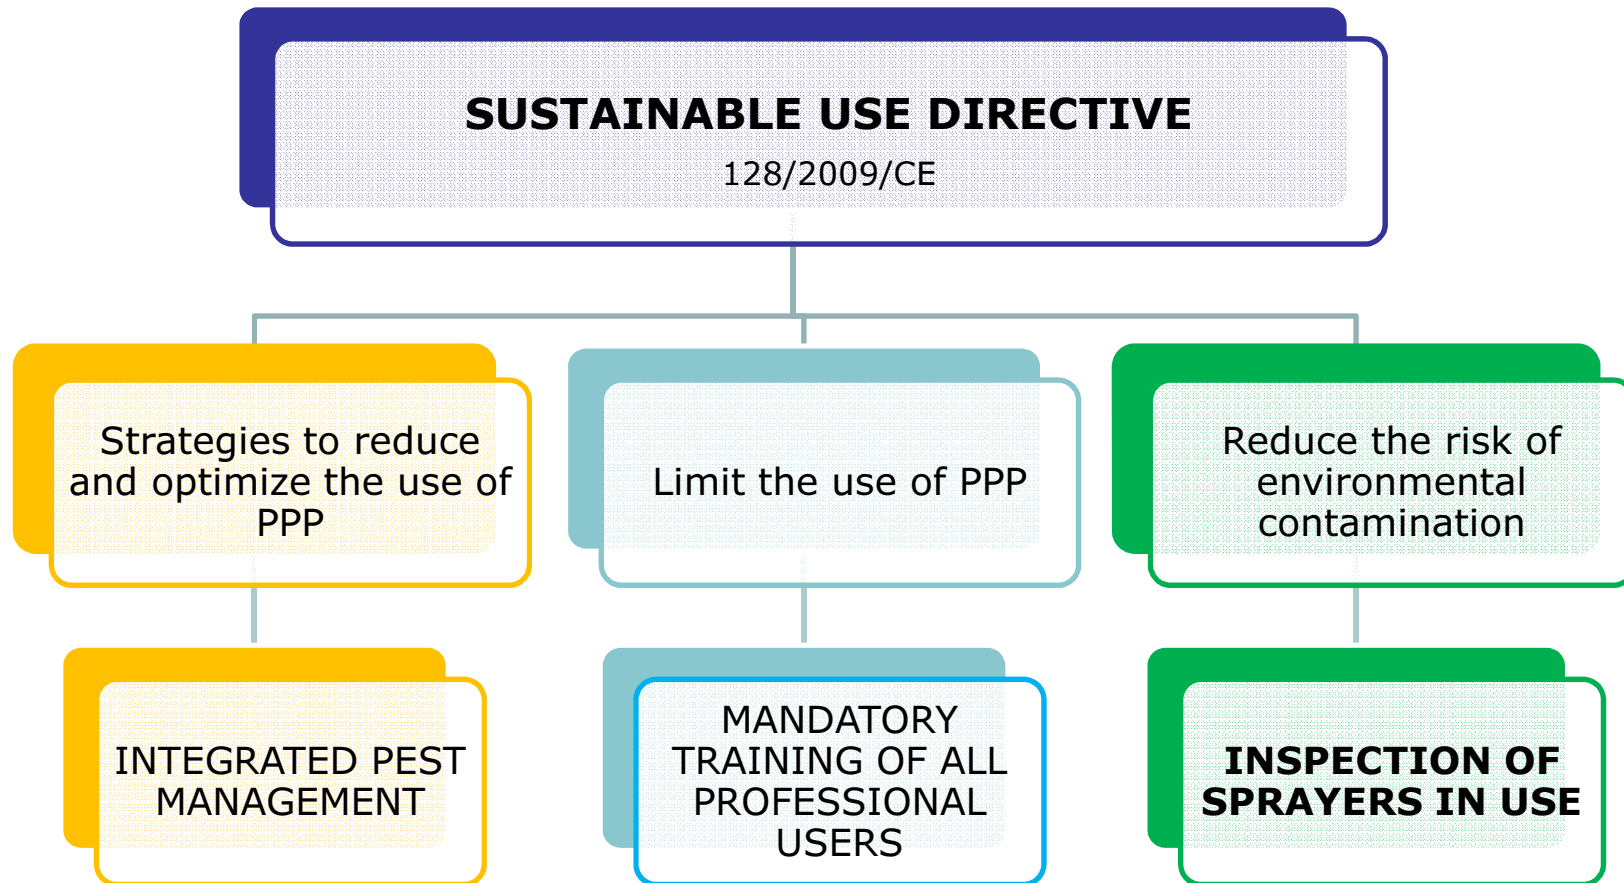 SUSTAINABLE USE DIRECTIVE
128/2009/CE
Strategies to reduce
and optimize the use of
PPP
Limit the use of PPP
Reduce the risk of
environmental
contamination
INTEGRATED PEST
MANAGEMENT
MANDATORY
TRAINING OF ALL
PROFESSIONAL
USERS
INSPECTION OF
SPRAYERS IN USE